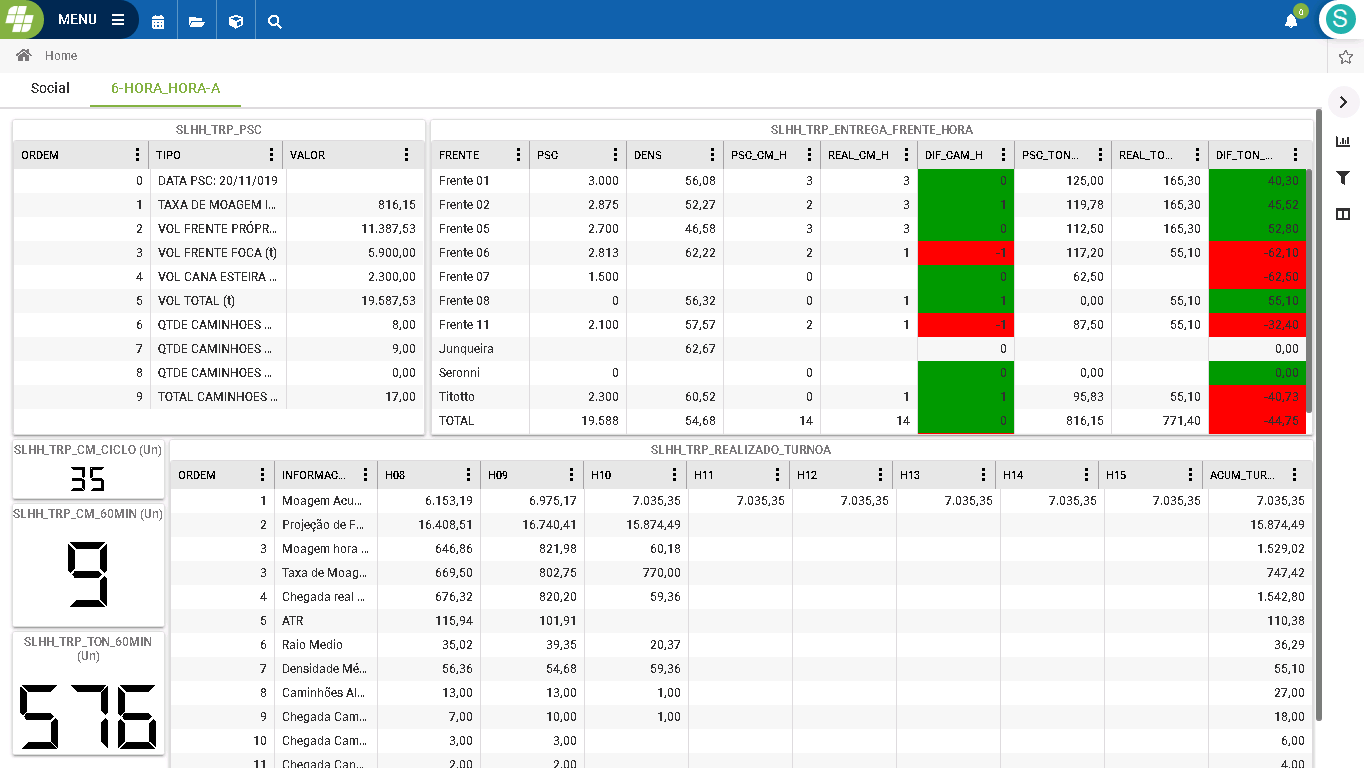 MENU
0
S
Home
Social 6-HORA_HORA-A
SLHH_TRP_PSC
ORDEM TIPO VALOR
0 DATA PSC: 20/11/019
1 TAXA DE MOAGEM I... 816,15
2 VOL FRENTE PRÓPR... 11.387,53
3 VOL FRENTE FOCA (t) 5.900,00
4 VOL CANA ESTEIRA ... 2.300,00
5 VOL TOTAL (t) 19.587,53
6 QTDE CAMINHOES ... 8,00
7 QTDE CAMINHOES ... 9,00
8 QTDE CAMINHOES ... 0,00
9 TOTAL CAMINHOES ... 17,00
SLHH_TRP_ENTREGA_FRENTE_HORA
FRENTE PSC DENS PSC_CM_H REAL_CM_H DIF_CAM_H PSC_TON... REAL_TO... DIF_TON_...
Frente 01 3.000 56,08 3 3 0 125,00 165,30 40,30
Frente 02 2.875 52,27 2 3 1 119,78 165,30 45,52
Frente 05 2.700 46,58 3 3 0 112,50 165,30 52,80
Frente 06 2.813 62,22 2 1 -1 117,20 55,10 -62,10
Frente 07 1.500 0 0 62,50 -62,50
Frente 08 0 56,32 0 1 1 0,00 55,10 55,10
Frente 11 2.100 57,57 2 1 -1 87,50 55,10 -32,40
Junqueira 62,67 0 0,00
Seronni 0 0 0 0,00 0,00
Titotto 2.300 60,52 0 1 1 95,83 55,10 -40,73
TOTAL 19.588 54,68 14 14 0 816,15 771,40 -44,75
SLHH_TRP_CM_CICLO (Un)
35
SLHH_TRP_CM_60MIN (Un)
9
SLHH_TRP_TON_60MIN
(Un)
576
SLHH_TRP_REALIZADO_TURNOA
ORDEM INFORMAC... H08 H09 H10 H11 H12 H13 H14 H15 ACUM_TUR...
1 Moagem Acu... 6.153,19 6.975,17 7.035,35 7.035,35 7.035,35 7.035,35 7.035,35 7.035,35 7.035,35
2 Projeção de F... 16.408,51 16.740,41 15.874,49 15.874,49
3 Moagem hora ... 646,86 821,98 60,18 1.529,02
3 Taxa de Moag... 669,50 802,75 770,00 747,42
4 Chegada real ... 676,32 820,20 59,36 1.542,80
5 ATR 115,94 101,91 110,38
6 Raio Medio 35,02 39,35 20,37 36,29
7 Densidade Mé... 56,36 54,68 59,36 55,10
8 Caminhões Al... 13,00 13,00 1,00 27,00
9 Chegada Cam... 7,00 10,00 1,00 18,00
10 Chegada Cam... 3,00 3,00 6,00
11 Chegada Can... 2,00 2,00 4,00